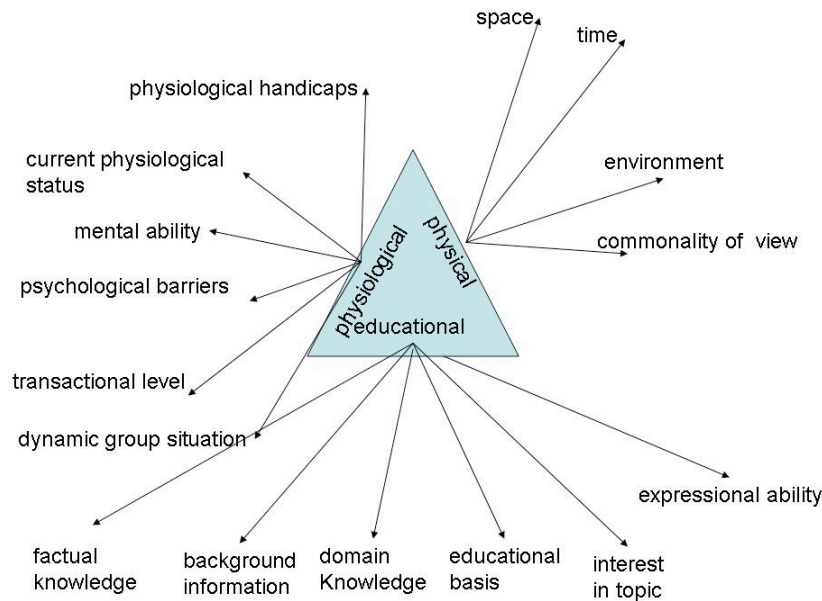 space
time
physiological handicaps
current physiological
status
environment
mental ability
commonality of view
physiological
physical
psychological barriers
educational
transactional level
dynamic group situation
expressional ability
factual
knowledge
background
information
domain
Knowledge
educational
basis
interest
in topic